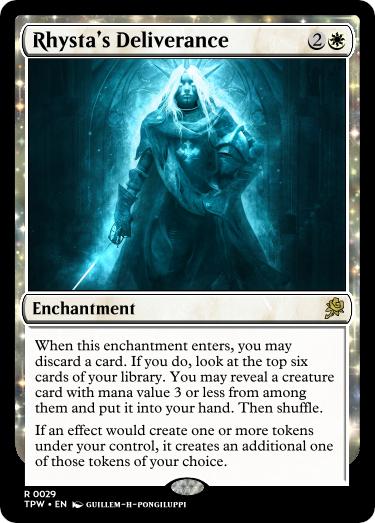 Rhysta's Deliverance 2
Enchantment
When this enchantment enters, you may
discard a card. If you do, look at the top six
cards of your library. You may reveal a creature
card with mana value 3 or less from among
them and put it into your hand. Then shuffle.
If an effect would create one or more tokens
under your control, it creates an additional one
of those tokens of your choice.
R 0029
TPW • EN GUILLEM-H-PONGILUPPI